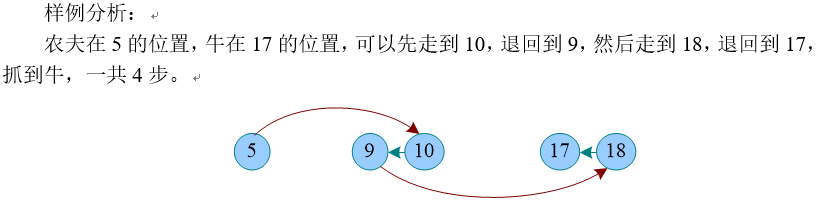 样例分析：
农夫在 5 的位置，牛在 17 的位置，可以先走到 10，退回到 9，然后走到 18，退回到 17，
抓到牛，一共 4 步。
5 9 10 17 18